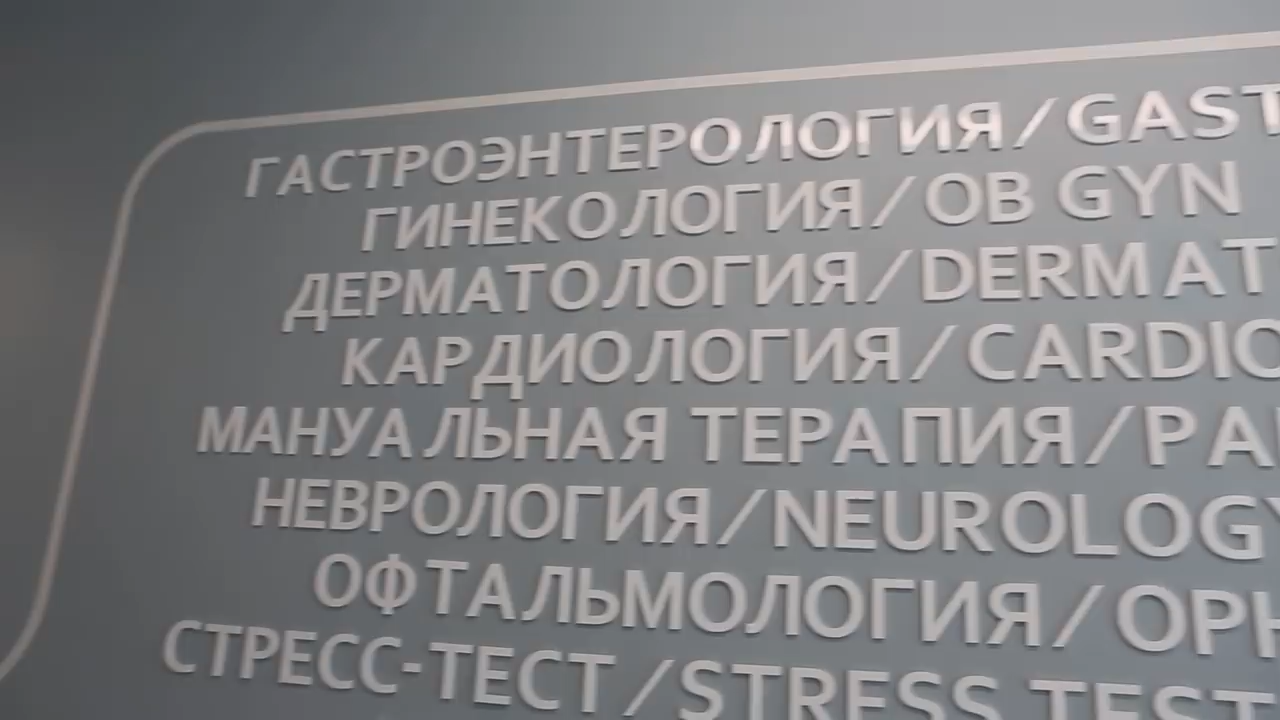 ГАСТРОЭНТЕРОЛОГИЯ/GAST
ГИНЕКОЛОГИЯ/OB GYN
ДЕРМАТОЛОГИЯ/DERMAT
КАРДИОЛОГИЯ/CARDIO
МАНУАЛЬНАЯ ТЕРАПИЯ/PA
НЕВРОЛОГИЯ/NEUROLOGY
ОФТАЛЬМОЛОГИЯ/OPH
СТРЕСС-ТЕСТ/STRESS TEST